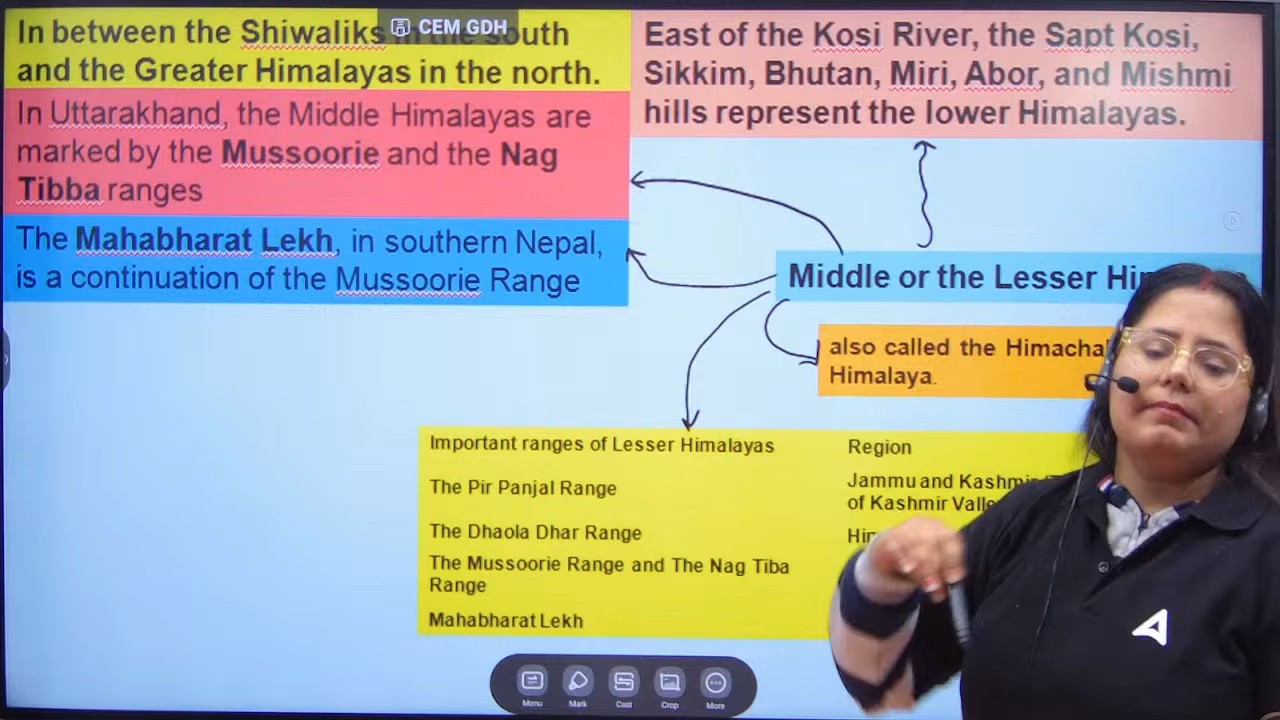 CEM GDH
In between the Shiwaliks in the south
and the Greater Himalayas in the north.
In Uttarakhand, the Middle Himalayas are
marked by the Mussoorie and the Nag
Tibba ranges
The Mahabharat Lekh, in southern Nepal,
is a continuation of the Mussoorie Range
East of the Kosi River, the Sapt Kosi,
Sikkim, Bhutan, Miri, Abor, and Mishmi
hills represent the lower Himalayas.
Middle or the Lesser
also called the
Himalaya.
Important ranges of Lesser Himalayas
Region
The Pir Panjal Range
Jammu and Kashmir
of Kashmir
The Dhaola Dhar Range
The Mussoorie Range and The Nag Tiba
Range
Mahabharat Lekh
Menu
Mark
Cast
Crop
More